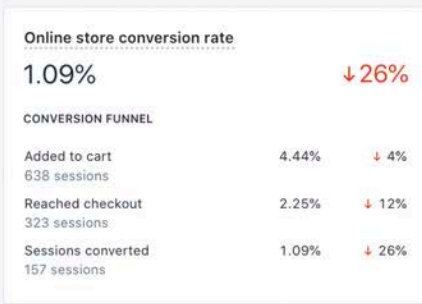 Online store conversion rate
1.09% ↓26%
CONVERSION FUNNEL
Added to cart 4.44% ↓ 4%
638 sessions
Reached checkout 2.25% ↓ 12%
323 sessions
Sessions converted 1.09% ↓ 26%
157 sessions